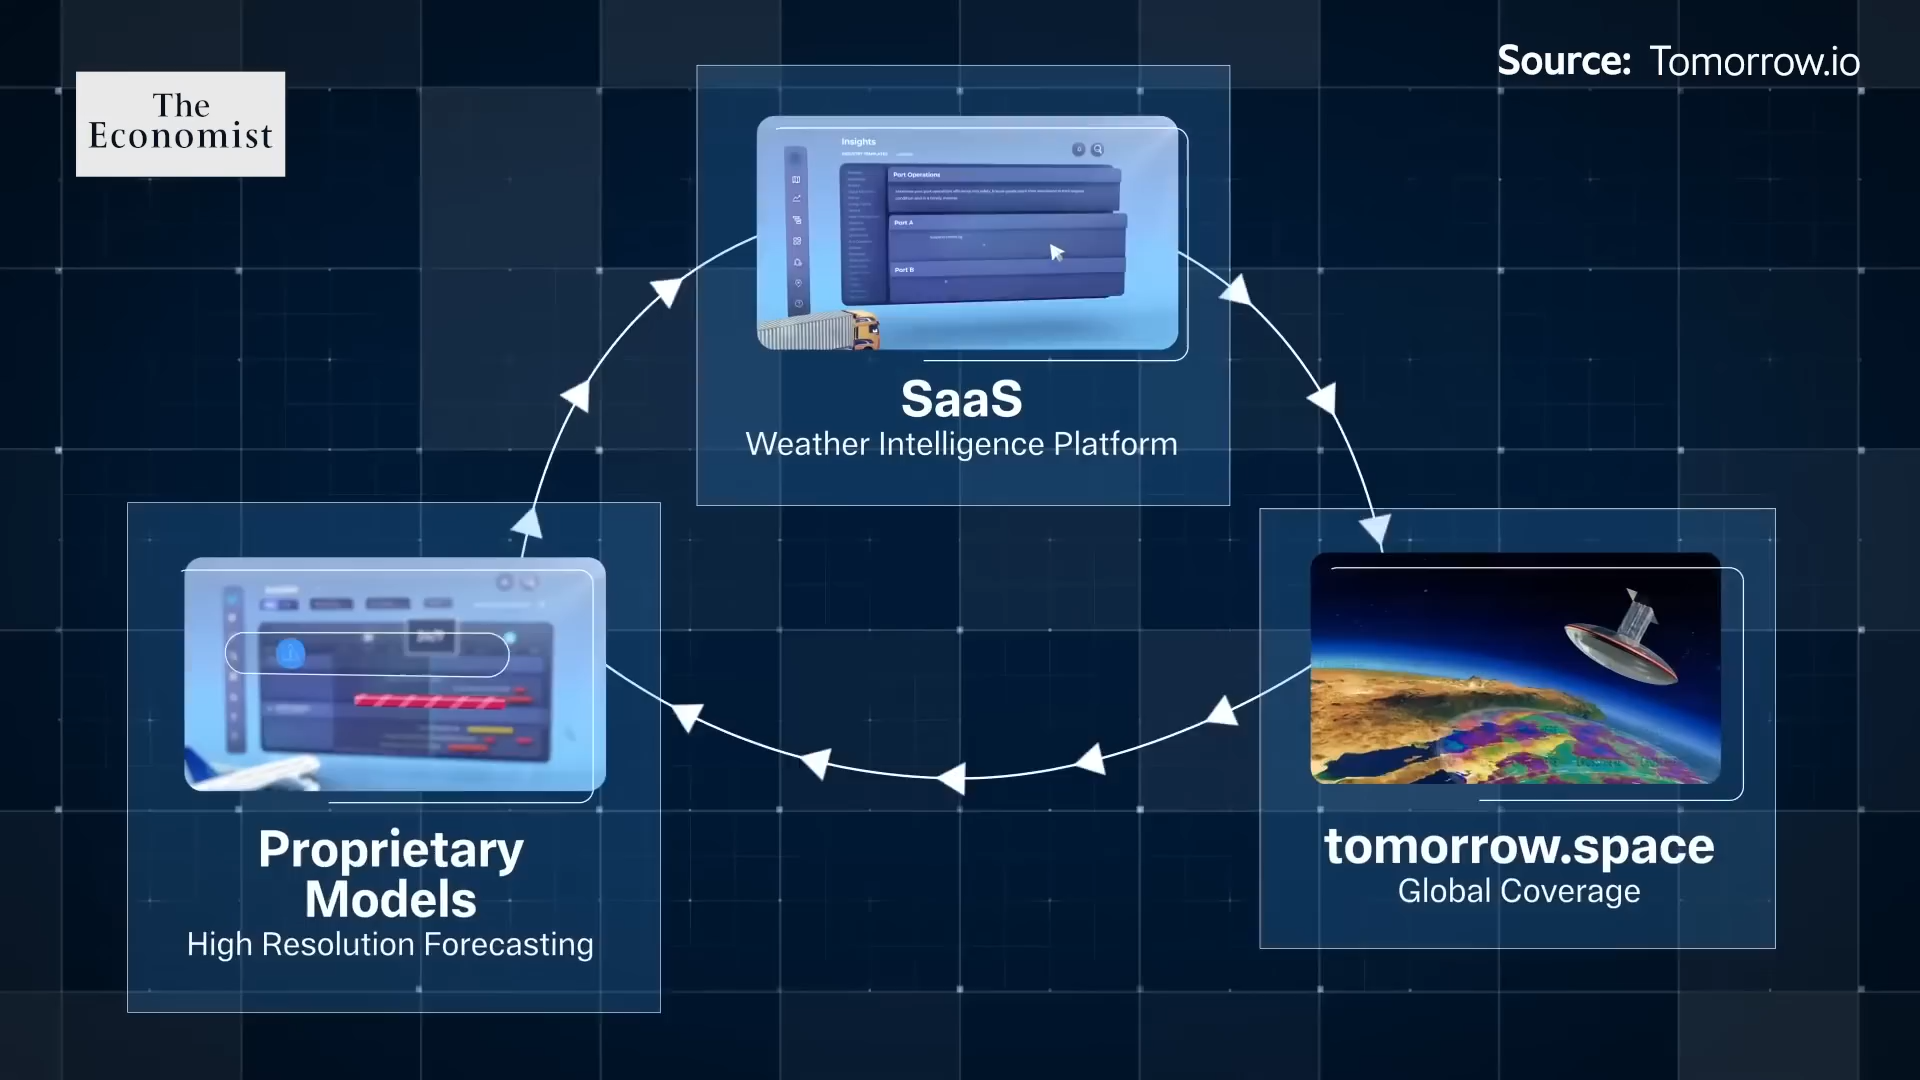 The
Economist
Source: Tomorrow.io
Insights
Port Operations
Port A
Port B
SaaS
Weather Intelligence Platform
Proprietary
Models
High Resolution Forecasting
tomorrow.space
Global Coverage